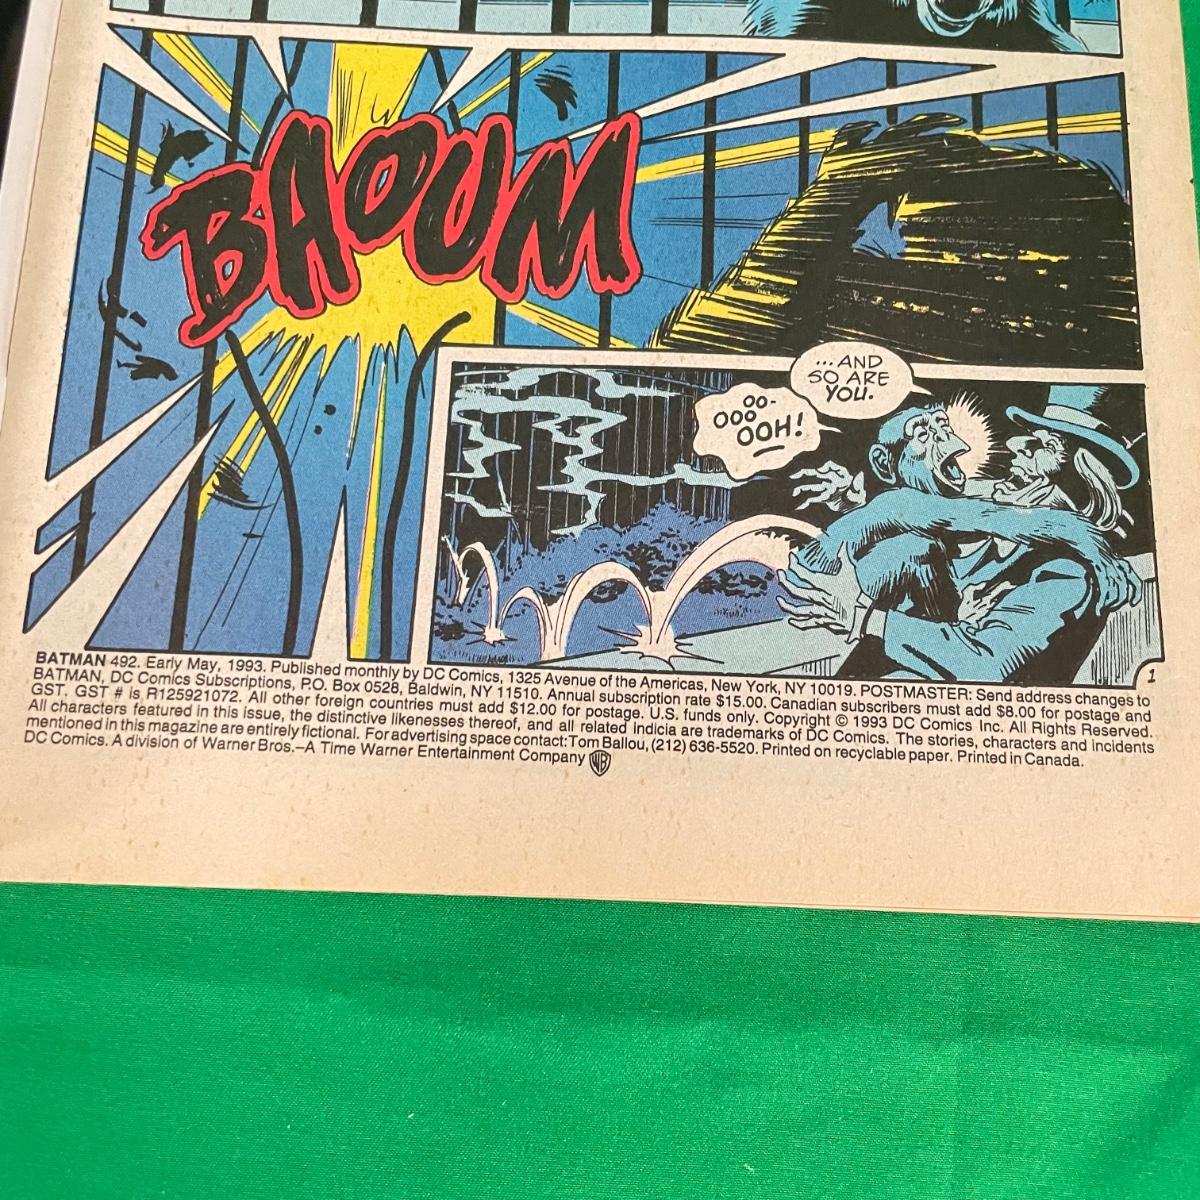 BAOUM
...AND
SO ARE
YOU.
OO-
OOO
OOH!
1
BATMAN 492. Early May, 1993. Published monthly by DC Comics, 1325 Avenue of the Americas, New York, NY 10019. POSTMASTER: Send address changes to
BATMAN, DC Comics Subscriptions, P.O. Box 0528, Baldwin, NY 11510. Annual subscription rate $15.00. Canadian subscribers must add $8.00 for postage and
GST. GST # is R125921072. All other foreign countries must add $12.00 for postage. U.S. funds only. Copyright © 1993 DC Comics Inc. All Rights Reserved.
All characters featured in this issue, the distinctive likenesses thereof, and all related indicia are trademarks of DC Comics. The stories, characters and incidents
mentioned in this magazine are entirely fictional. For advertising space contact: Tom Ballou, (212) 636-5520. Printed on recyclable paper. Printed in Canada.
DC Comics. A division of Warner Bros.–A Time Warner Entertainment Company WB